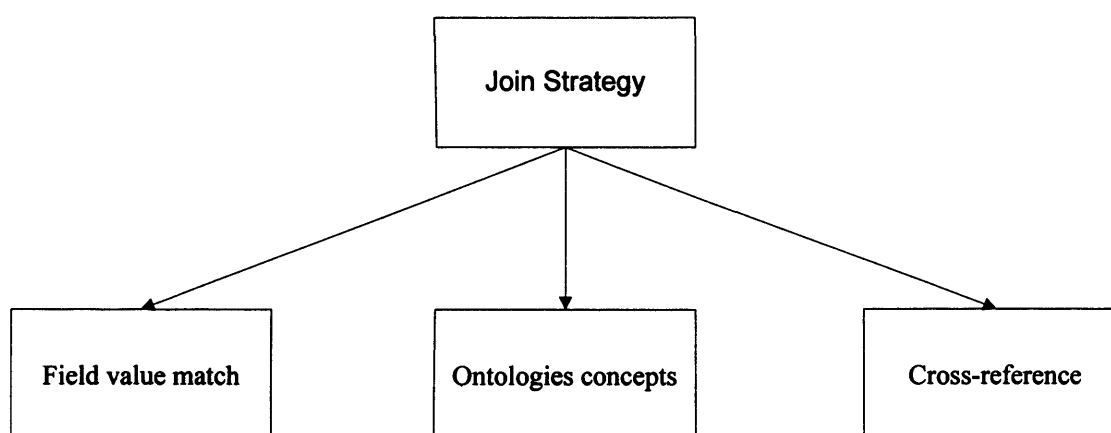 Join Strategy
Field value match
Ontologies concepts
Cross-reference